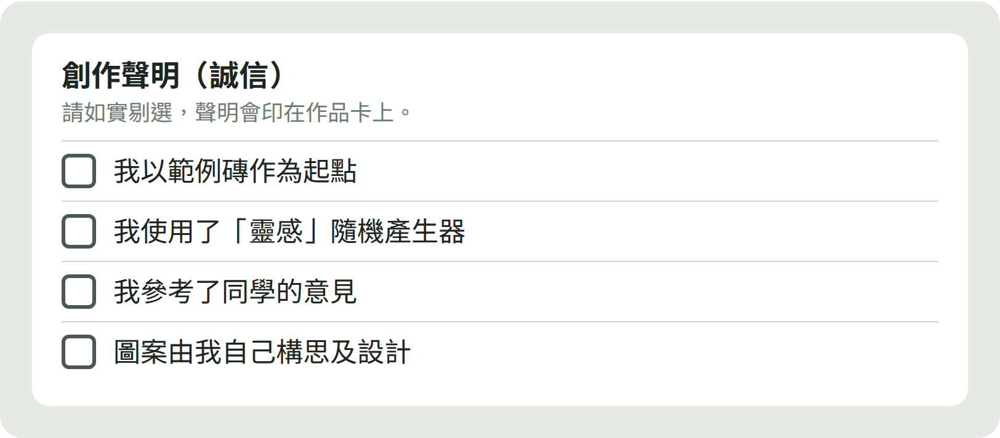 創作聲明（誠信）
請如實剔選，聲明會印在作品卡上。
我以範例磚作為起點
我使用了「靈感」隨機產生器
我參考了同學的意見
圖案由我自己構思及設計